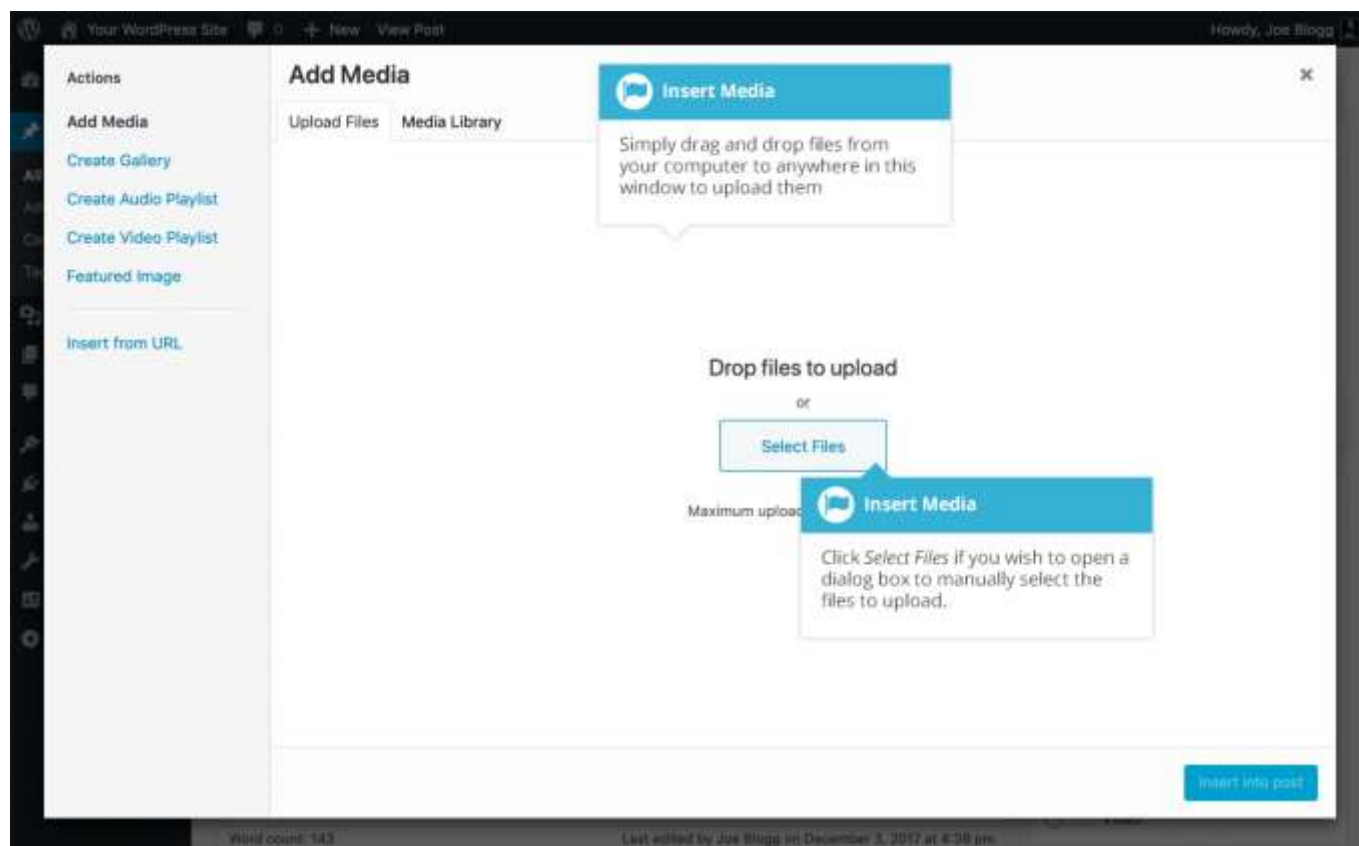 Your WordPress Site 0 + New View Post
Howdy, Joe Blogg
Actions
Add Media
Create Gallery
Create Audio Playlist
Create Video Playlist
Featured Image
Insert from URL
Add Media
Upload Files Media Library
Insert Media
Simply drag and drop files from
your computer to anywhere in this
window to upload them
Drop files to upload
or
Select Files
Maximum upload
Insert Media
Click Select Files if you wish to open a
dialog box to manually select the
files to upload.
Insert into post
Word count: 143
Last edited by Joe Blogg on December 3, 2017 at 4:38 pm